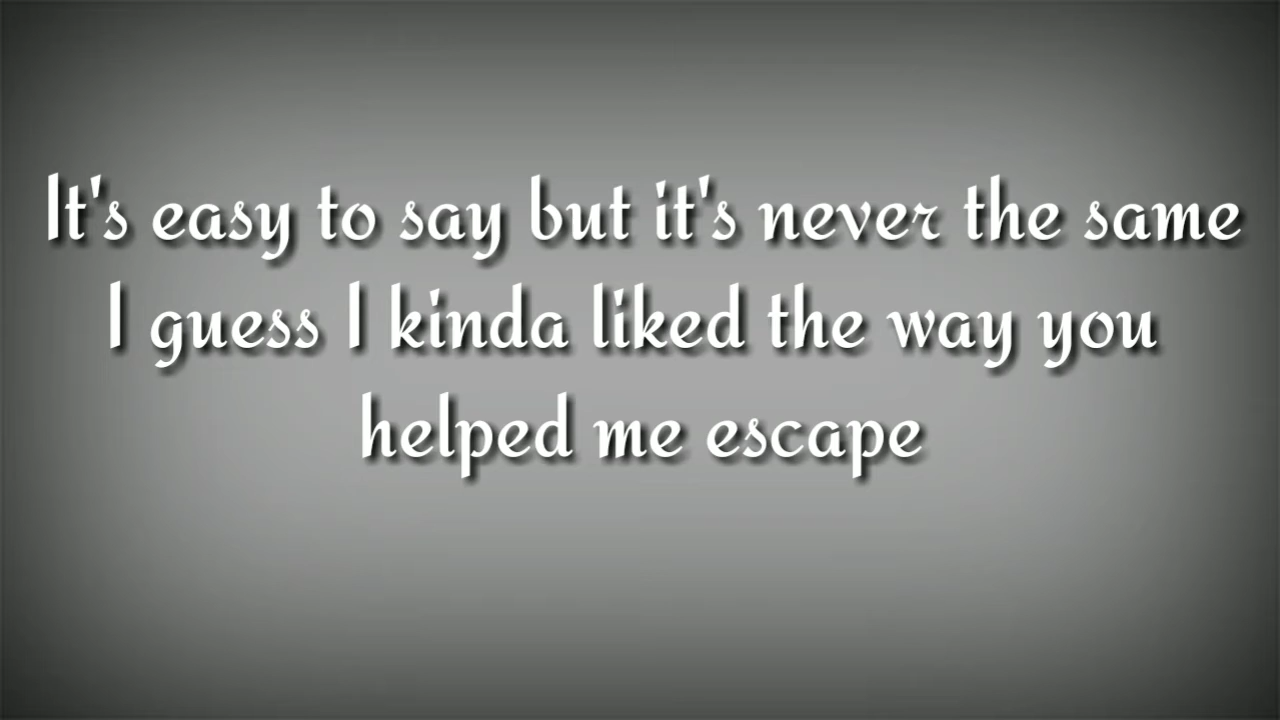 It's easy to say but it's never the same
I guess I kinda liked the way you
helped me escape